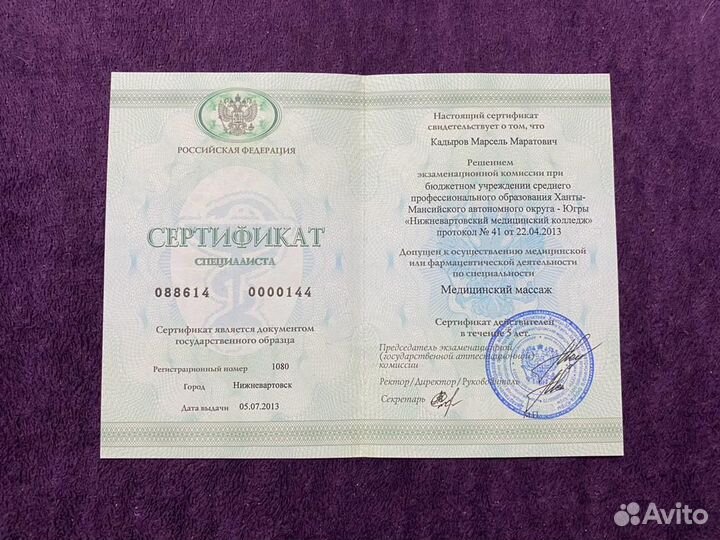 РОССИЙСКАЯ ФЕДЕРАЦИЯ
СЕРТИФИКАТ
СПЕЦИАЛИСТА
088614 0000144
Сертификат является документом
государственного образца
Регистрационный номер 1080
Город Нижневартовск
Дата выдачи 05.07.2013
Настоящий сертификат
свидетельствует о том, что
Кадыров Марсель Маратович
Решением
экзаменационной комиссии при
бюджетном учреждении среднего
профессионального образования Ханты-
Мансийского автономного округа - Югры
«Нижневартовский медицинский колледж»
протокол № 41 от 22.04.2013
Допущен к осуществлению медицинской
или фармацевтической деятельности
по специальности
Медицинский массаж
Сертификат действителен
в течение 5 лет.
Председатель экзаменационной
(государственной аттестационной)
комиссии
Ректор/Директор/Руководитель
Секретарь
М.П.
Avito